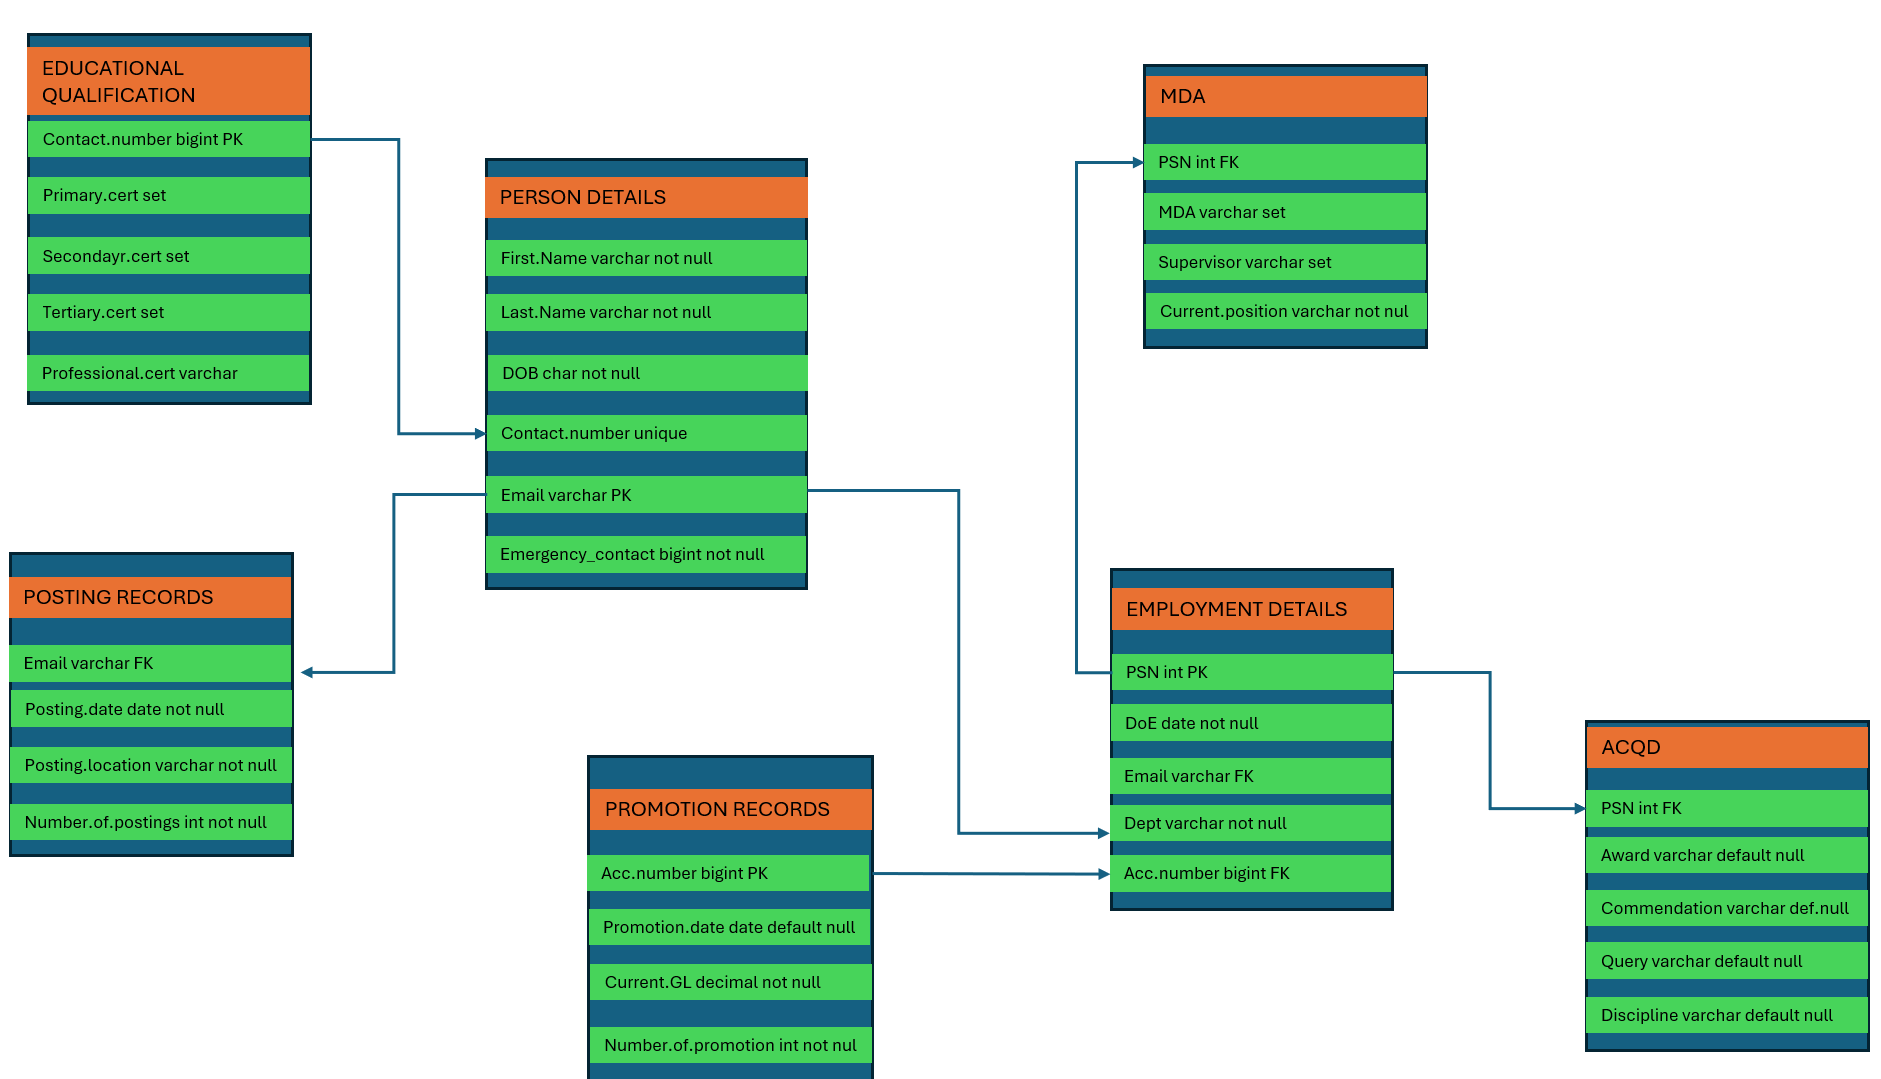 EDUCATIONAL
QUALIFICATION
Contact.number bigint PK
Primary.cert set
Secondayr.cert set
Tertiary.cert set
Professional.cert varchar
PERSON DETAILS
First.Name varchar not null
Last.Name varchar not null
DOB char not null
Contact.number unique
Email varchar PK
Emergency_contact bigint not null
MDA
PSN int FK
MDA varchar set
Supervisor varchar set
Current.position varchar not nul
POSTING RECORDS
Email varchar FK
Posting.date date not null
Posting.location varchar not null
Number.of.postings int not null
PROMOTION RECORDS
Acc.number bigint PK
Promotion.date date default null
Current.GL decimal not null
Number.of.promotion int not nul
EMPLOYMENT DETAILS
PSN int PK
DoE date not null
Email varchar FK
Dept varchar not null
Acc.number bigint FK
ACQD
PSN int FK
Award varchar default null
Commendation varchar def.null
Query varchar default null
Discipline varchar default null